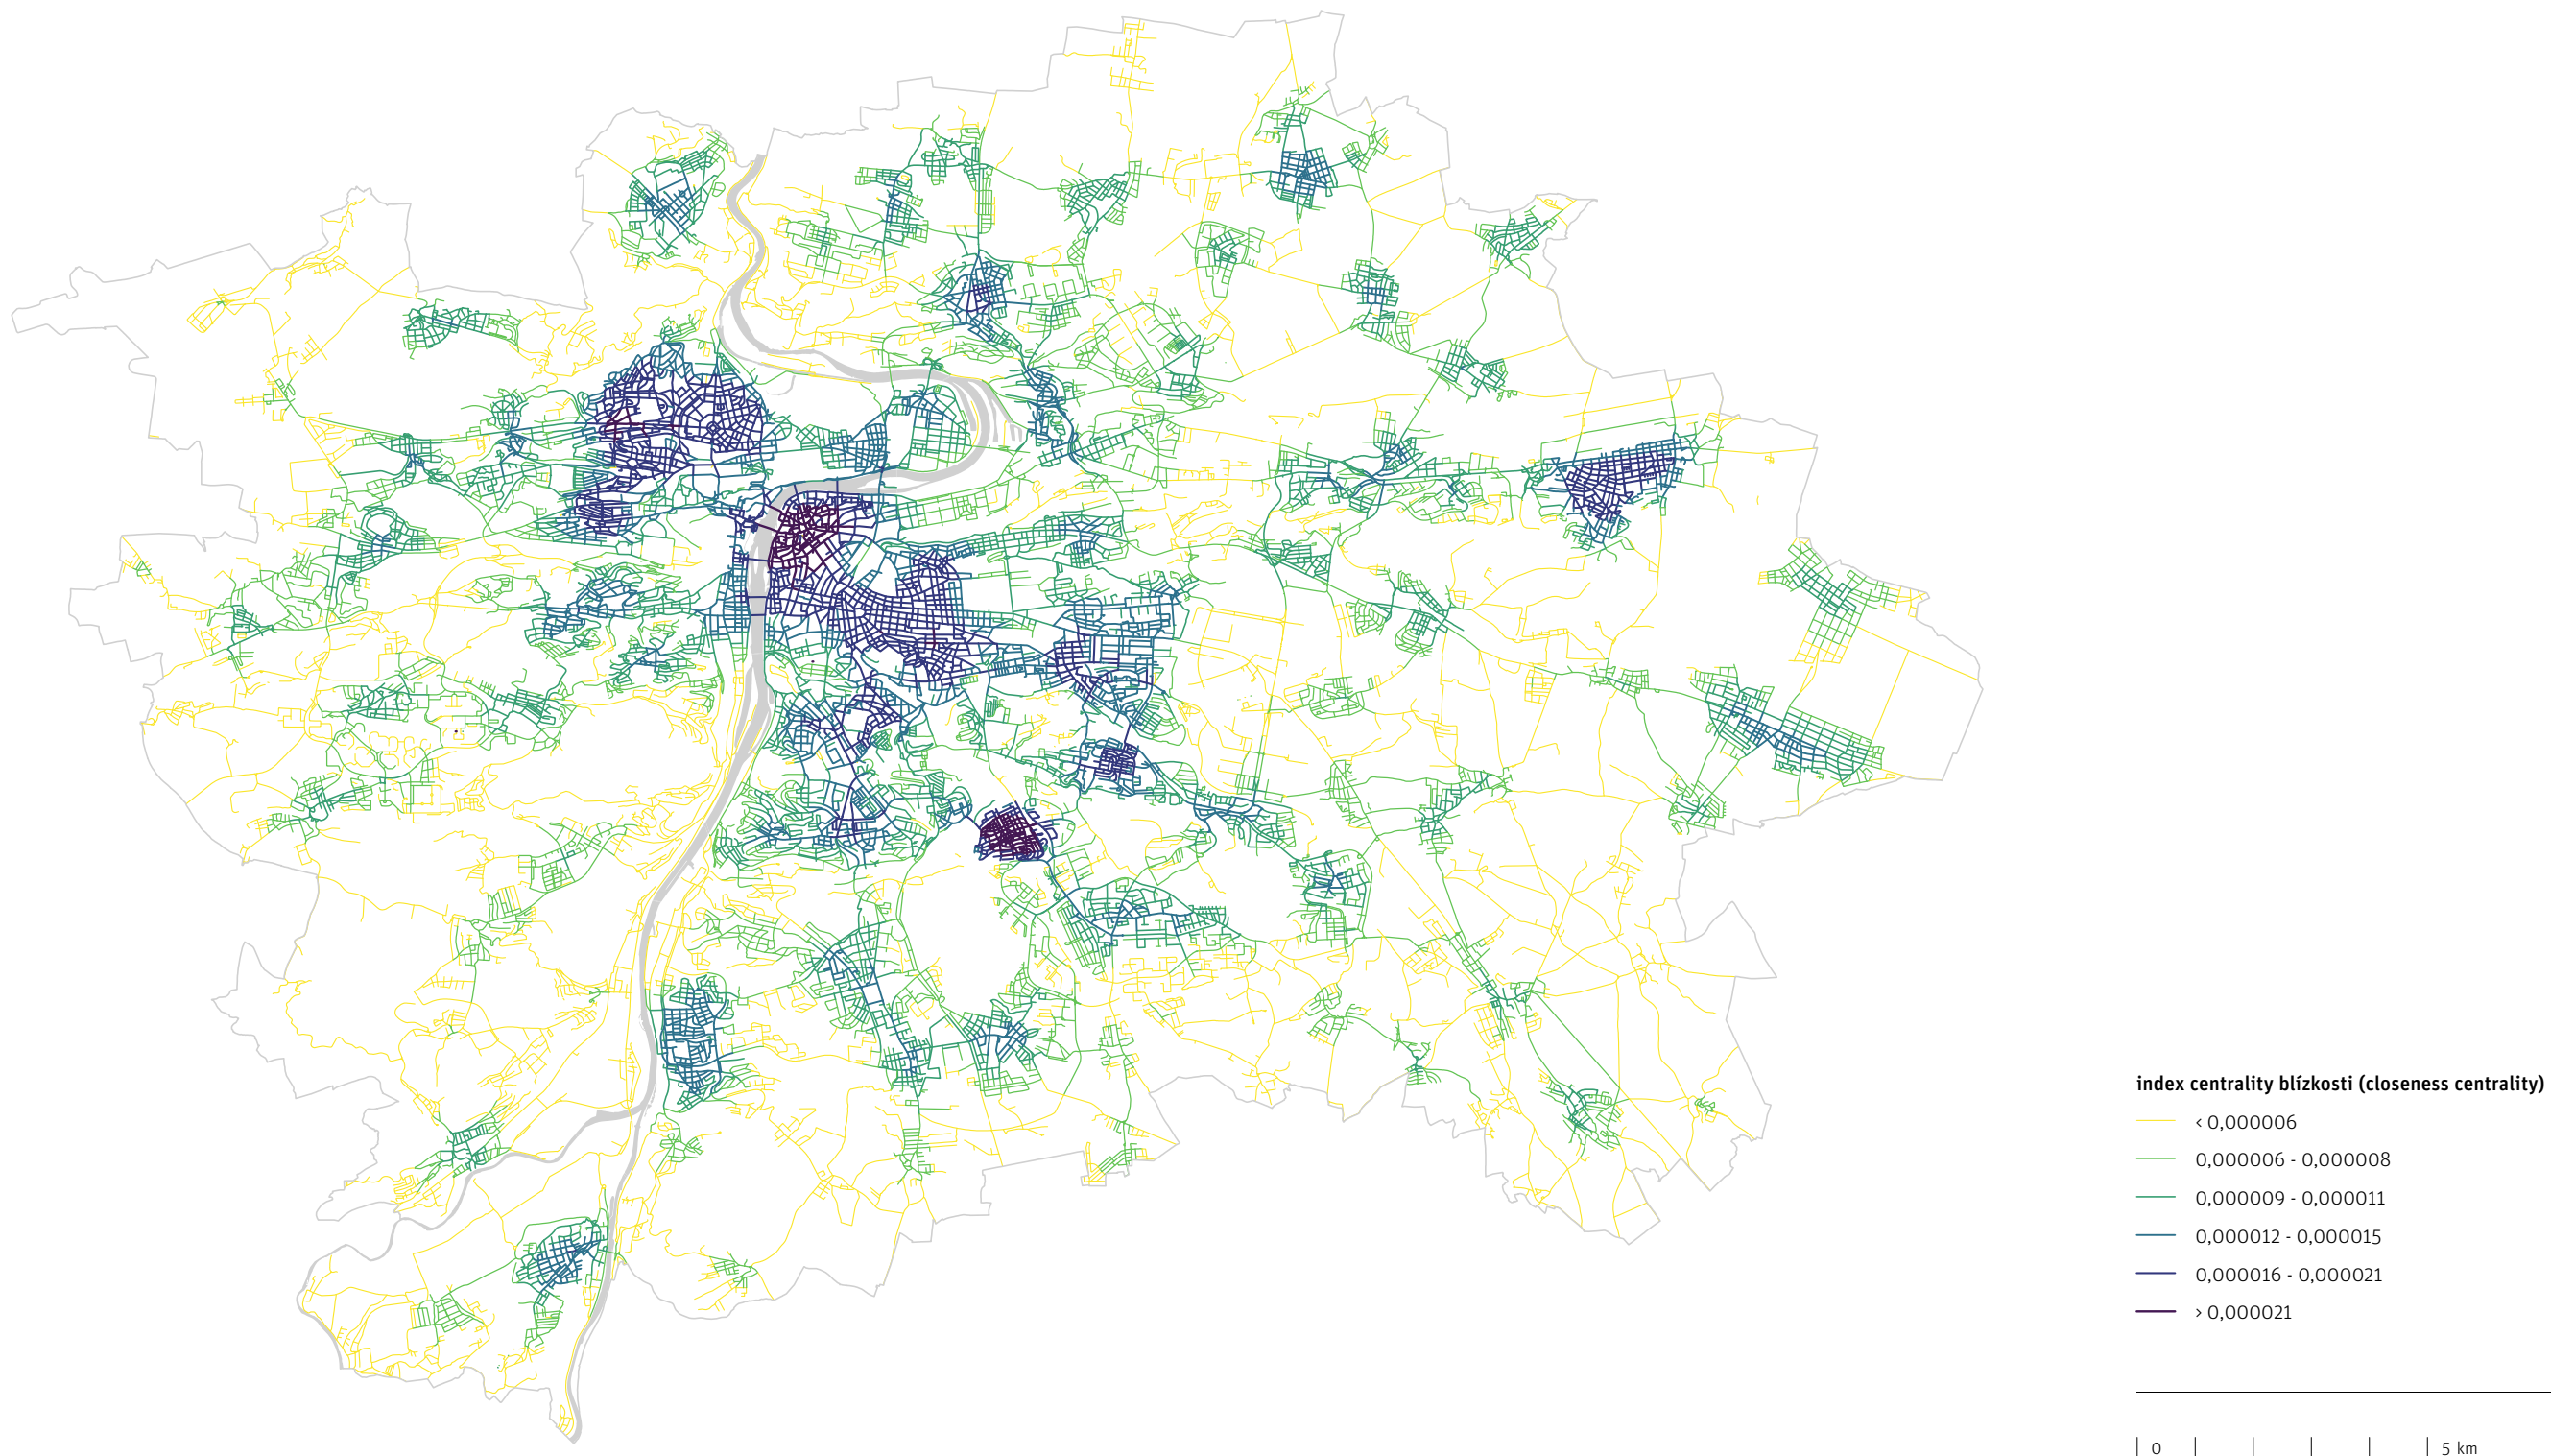 index centrality blízkosti (closeness centrality)
< 0,000006
0,000006 - 0,000008
0,000009 - 0,000011
0,000012 - 0,000015
0,000016 - 0,000021
> 0,000021
0 5 km